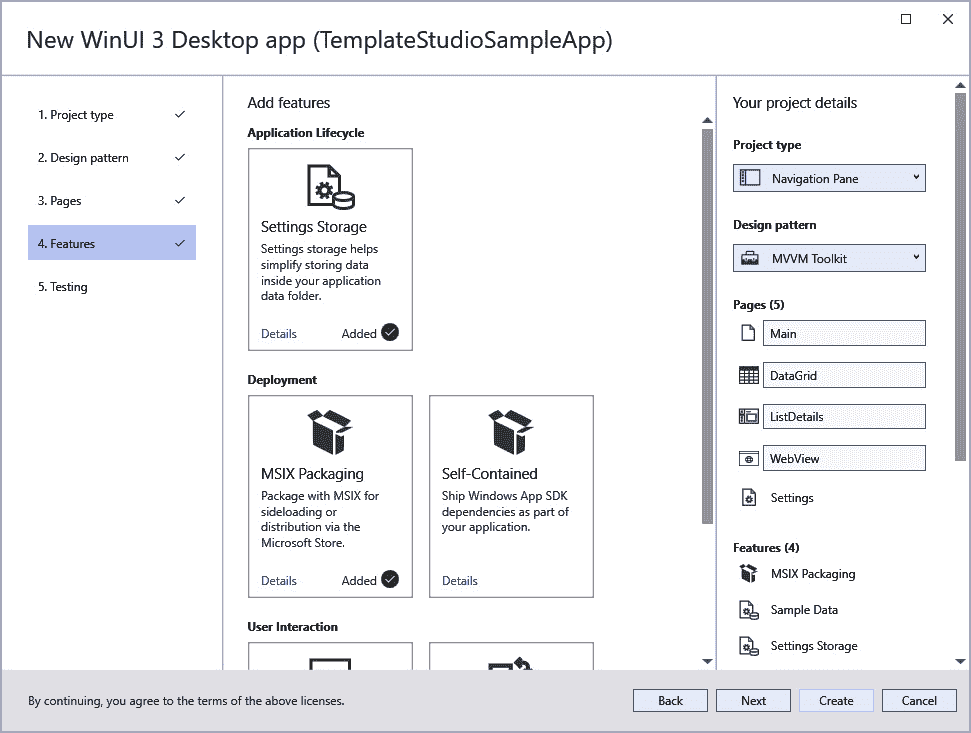 New WinUI 3 Desktop app (TemplateStudioSampleApp)
1. Project type
2. Design pattern
3. Pages
4. Features
5. Testing
Add features
Application Lifecycle
Settings Storage
Settings storage helps
simplify storing data
inside your application
data folder.
Details
Added
Deployment
MSIX Packaging
Package with MSIX for
sideloading or
distribution via the
Microsoft Store.
Details
Added
Self-Contained
Ship Windows App SDK
dependencies as part of
your application.
Details
User Interaction
Your project details
Project type
Navigation Pane
Design pattern
MVVM Toolkit
Pages (5)
Main
DataGrid
ListDetails
WebView
Settings
Features (4)
MSIX Packaging
Sample Data
Settings Storage
By continuing, you agree to the terms of the above licenses.
Back
Next
Create
Cancel